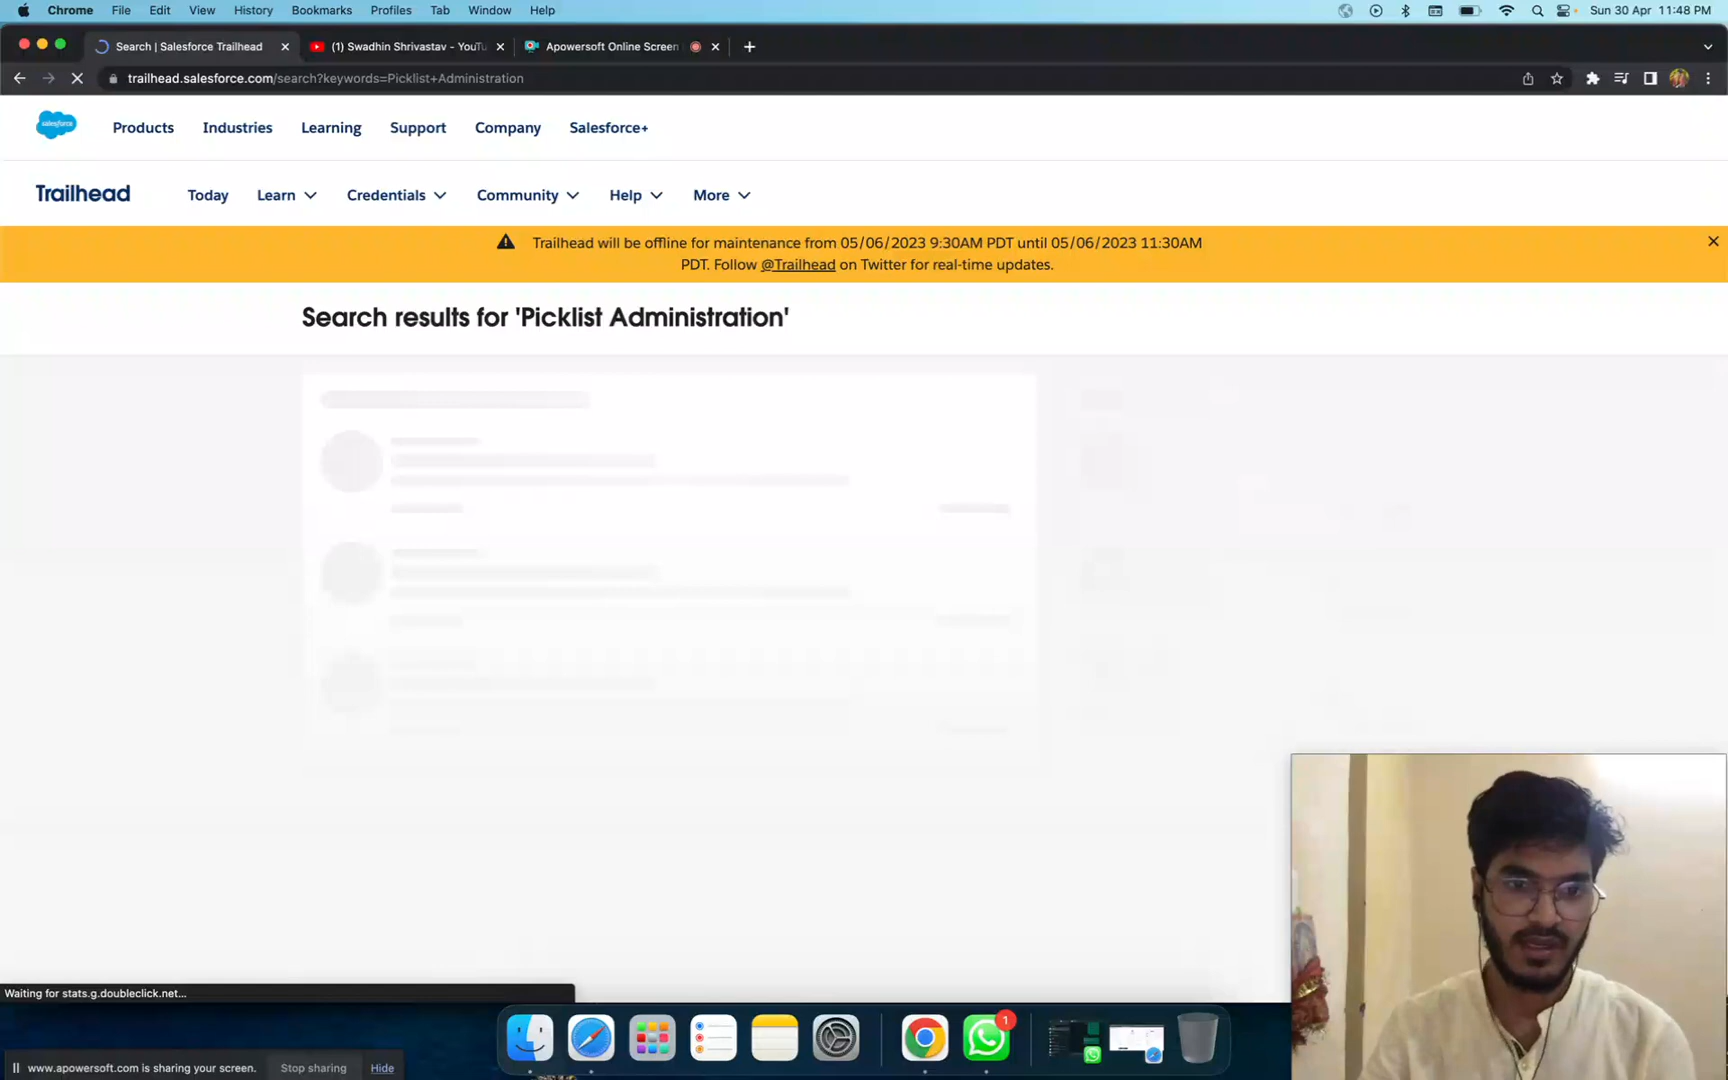 Chrome File Edit View History Bookmarks Profiles Tab Window Help Sun 30 Apr 11:48 PM
Search | Salesforce Trailhead (1) Swadhin Shrivastav - YouTu Apowersoft Online Screen
trailhead.salesforce.com/search?keywords=Picklist+Administration
salesforce Products Industries Learning Support Company Salesforce+
Trailhead Today Learn Credentials Community Help More
Trailhead will be offline for maintenance from 05/06/2023 9:30AM PDT until 05/06/2023 11:30AM
PDT. Follow @Trailhead on Twitter for real-time updates.
Search results for 'Picklist Administration'
Waiting for stats.g.doubleclick.net...
1
www.apowersoft.com is sharing your screen. Stop sharing Hide